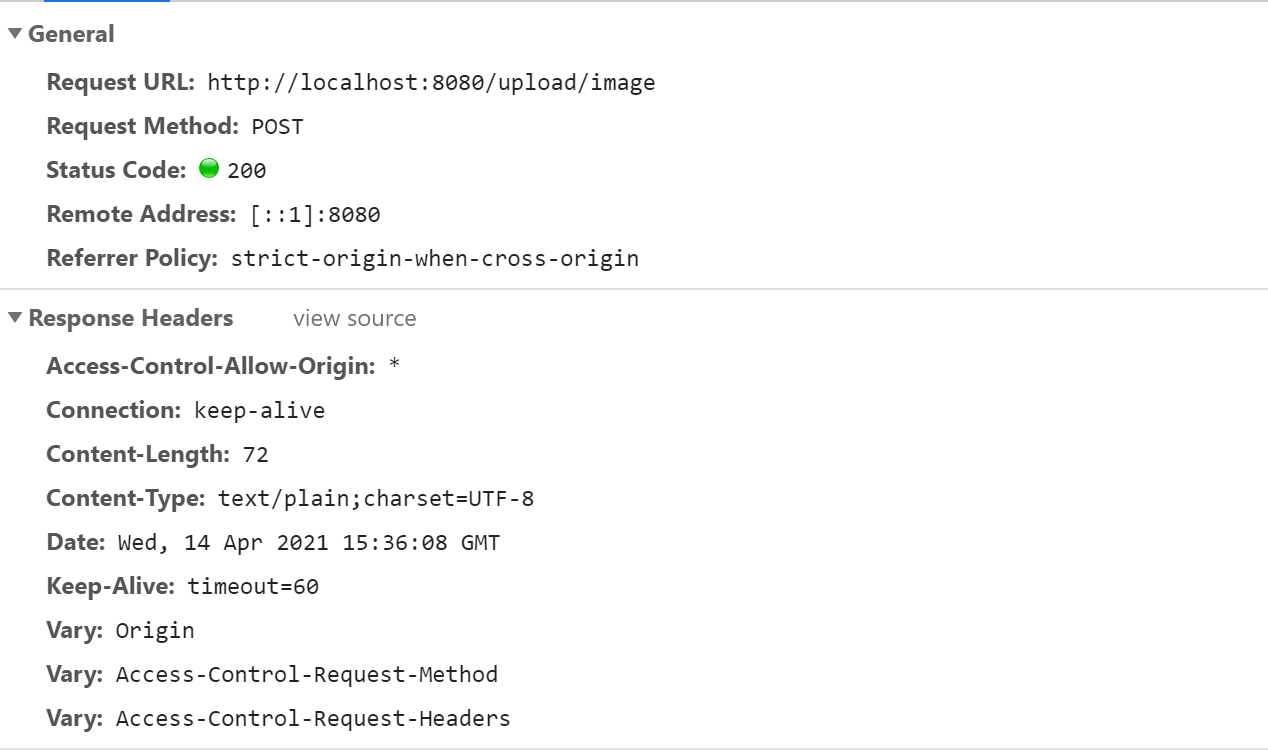 General
Request URL: http://localhost:8080/upload/image
Request Method: POST
Status Code: 200
Remote Address: [::1]:8080
Referrer Policy: strict-origin-when-cross-origin
Response Headers view source
Access-Control-Allow-Origin: *
Connection: keep-alive
Content-Length: 72
Content-Type: text/plain;charset=UTF-8
Date: Wed, 14 Apr 2021 15:36:08 GMT
Keep-Alive: timeout=60
Vary: Origin
Vary: Access-Control-Request-Method
Vary: Access-Control-Request-Headers